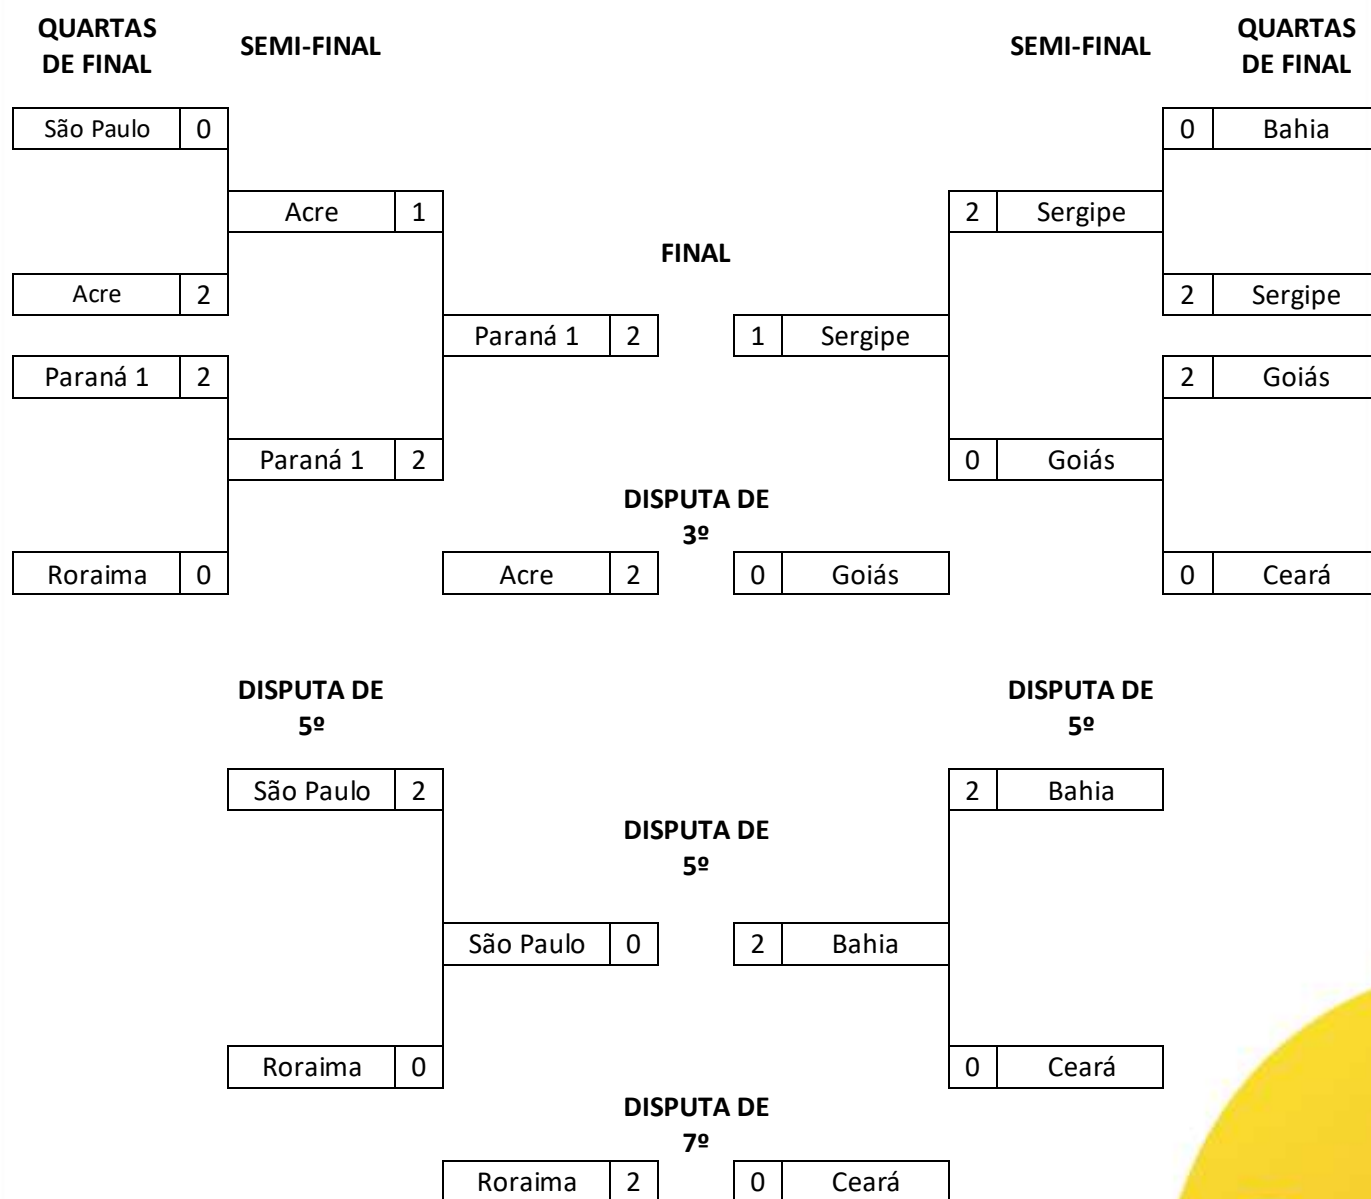 QUARTAS
DE FINAL
SEMI-FINAL
SEMI-FINAL
QUARTAS
DE FINAL
São Paulo 0
0 Bahia
Acre 1
2 Sergipe
FINAL
Acre 2
2 Sergipe
Paraná 1 2
1 Sergipe
Paraná 1 2
2 Goiás
Paraná 1 2
0 Goiás
DISPUTA DE
3º
Roraima 0
Acre 2
0 Goiás
0 Ceará
DISPUTA DE
5º
DISPUTA DE
5º
São Paulo 2
2 Bahia
DISPUTA DE
5º
São Paulo 0
2 Bahia
Roraima 0
0 Ceará
DISPUTA DE
7º
Roraima 2
0 Ceará